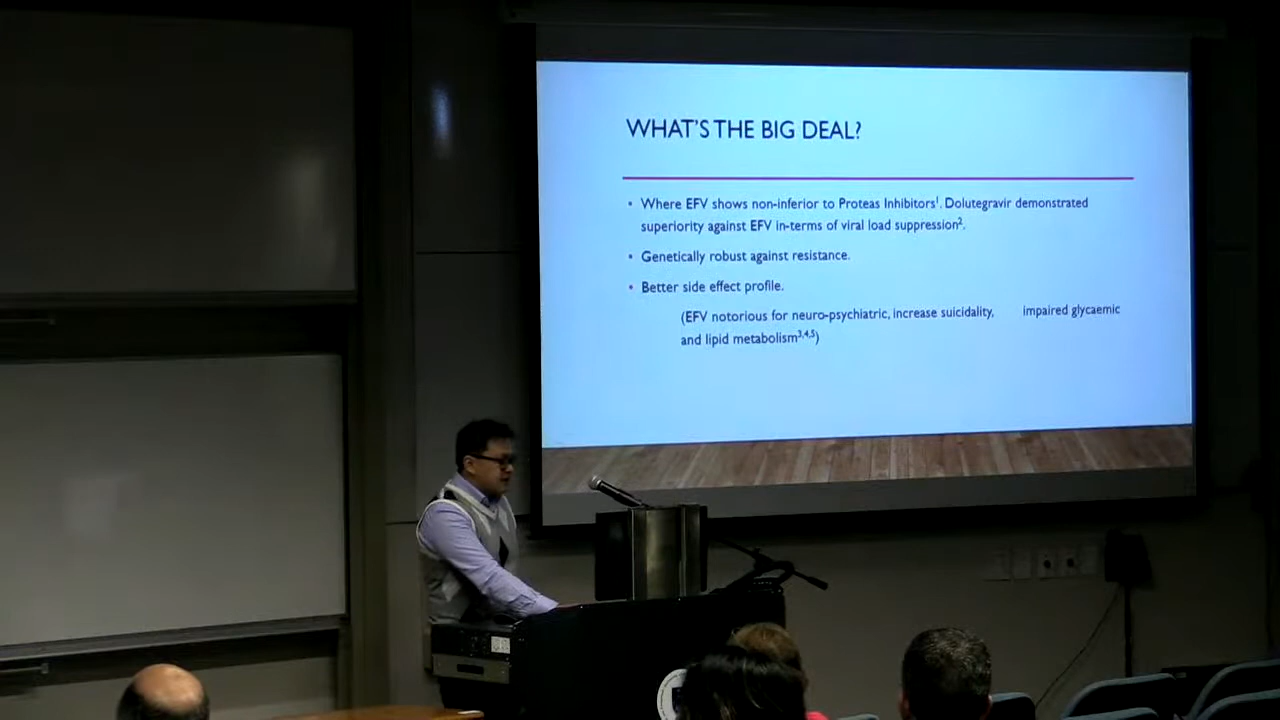 WHAT'S THE BIG DEAL?
• Where EFV shows non-inferior to Proteas Inhibitors¹. Dolutegravir demonstrated
superiority against EFV in-terms of viral load suppression².
• Genetically robust against resistance.
• Better side effect profile.
(EFV notorious for neuro-psychiatric, increase suicidality, impaired glycaemic
and lipid metabolism³,⁴,⁵)